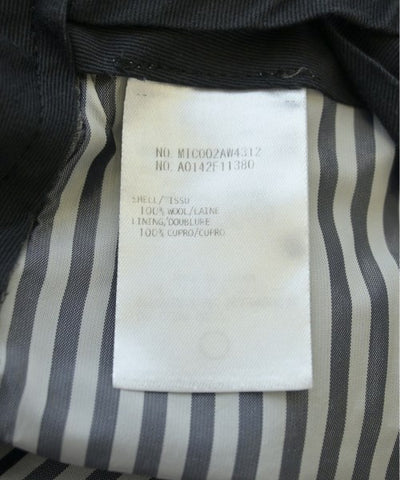 NO. MIC002AW4312
NO. A0142F11380
SHELL/TISSU
100% WOOL/LAINE
LINING/DOUBLURE
100% CUPRO/CUPRO